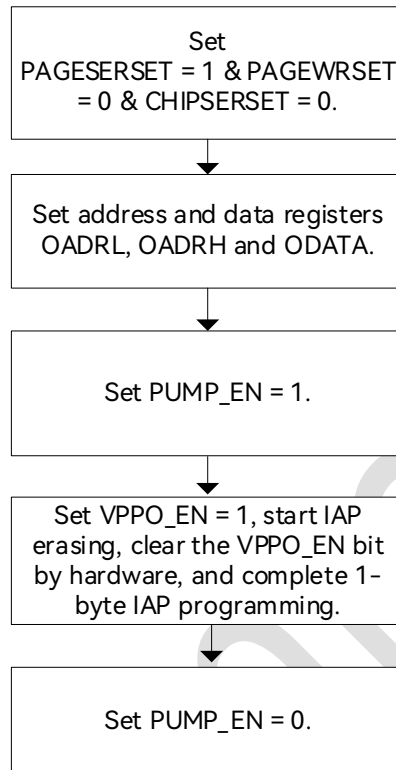 Set
PAGESERSET = 1 & PAGEWRSET
= 0 & CHIPSERSET = 0.
Set address and data registers
OADRL, OADRH and ODATA.
Set PUMP_EN = 1.
Set VPPO_EN = 1, start IAP
erasing, clear the VPPO_EN bit
by hardware, and complete 1-
byte IAP programming.
Set PUMP_EN = 0.